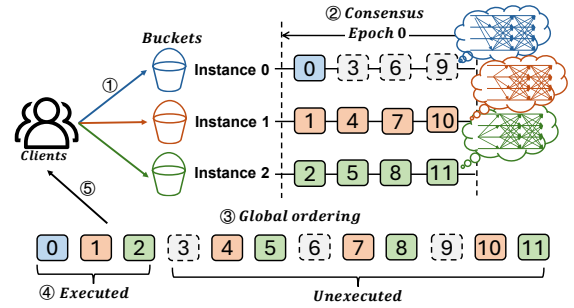 ② Consensus
Buckets
Epoch 0
①
Instance 0
0 3 6 9
Instance 1
1 4 7 10
Clients
Instance 2
2 5 8 11
⑤
③ Global ordering
0 1 2 3 4 5 6 7 8 9 10 11
④ Executed
Unexecuted